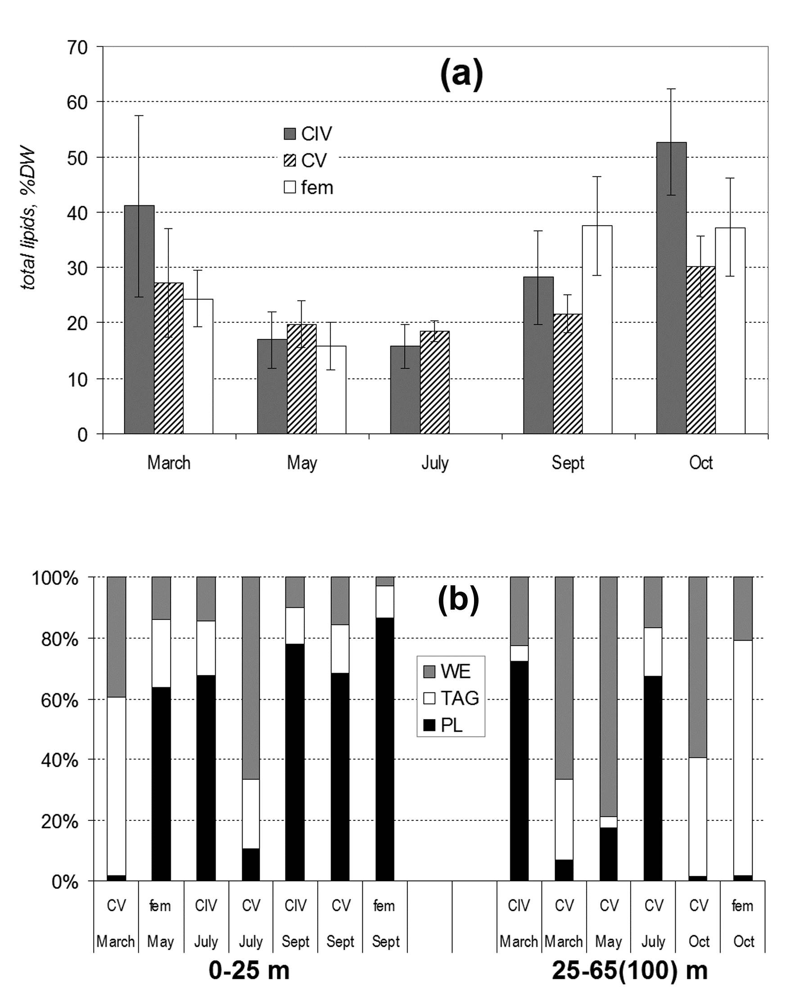 70
(a)
60
CIV
50
CV
fem
40
30
20
10
0
total lipids, %DW
March May July Sept Oct
100%
(b)
80%
WE
60%
TAG
PL
40%
20%
0%
CV fem CIV CV CIV CV fem CIV CV CV CV CV fem
March May July July Sept Sept Sept March March May July Oct Oct
0-25 m 25-65(100) m